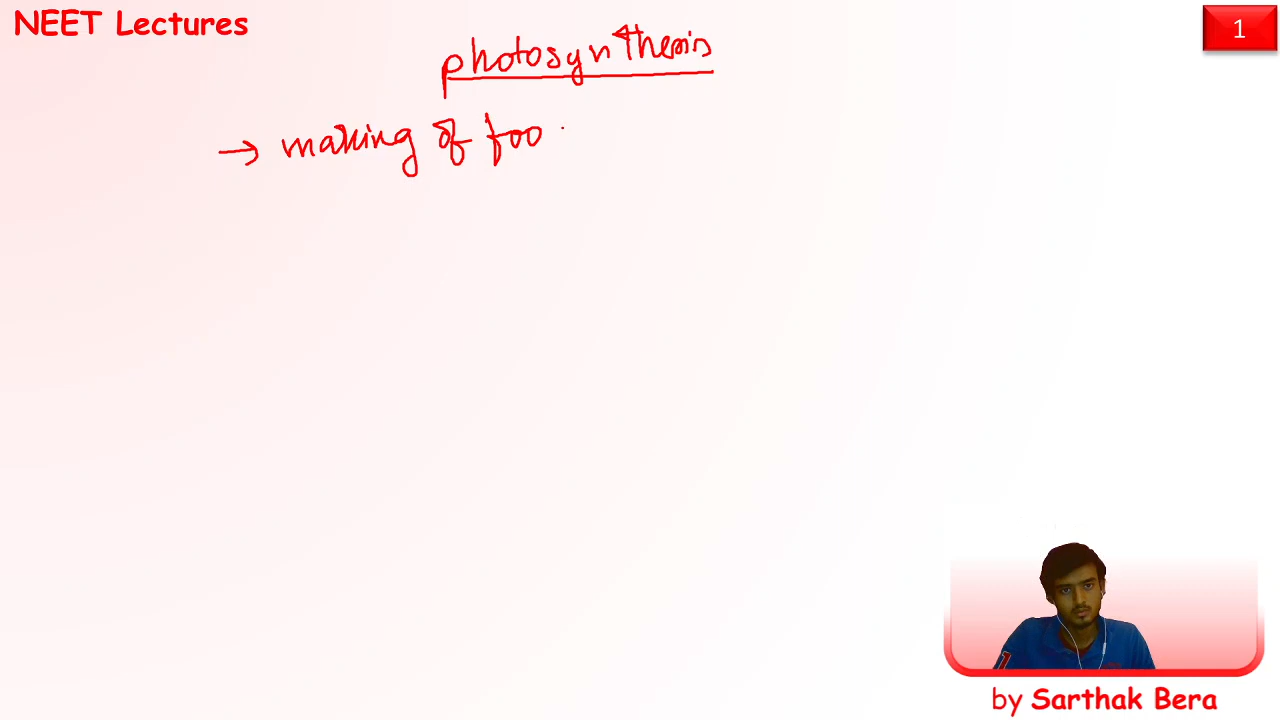 NEET Lectures
1
photosynthesis
→ making of foo
by Sarthak Bera